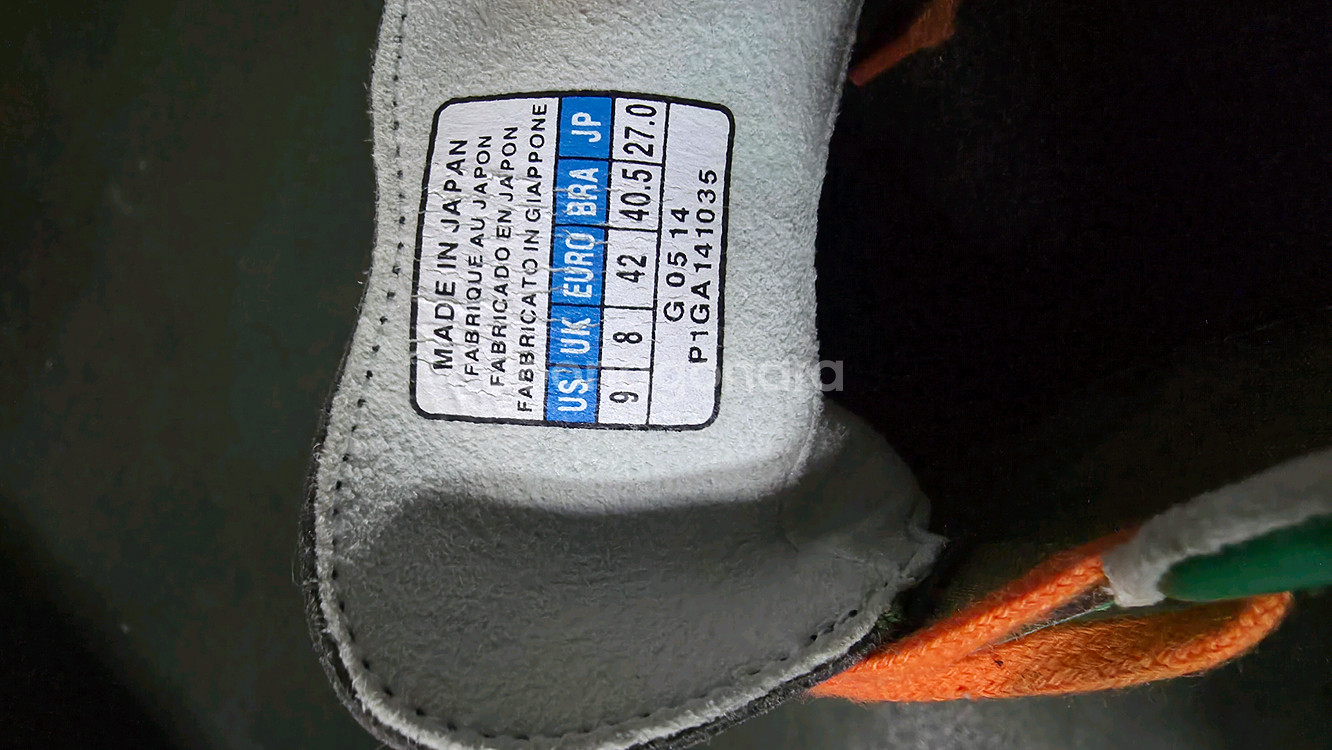 MADE IN JAPAN
FABRIQUE AU JAPON
FABRICADO EN JAPON
FABBRICATO IN GIAPPONE
US UK EURO BRA JP
9 8 42 40.5 27.0
G 05 14
P1GA141035